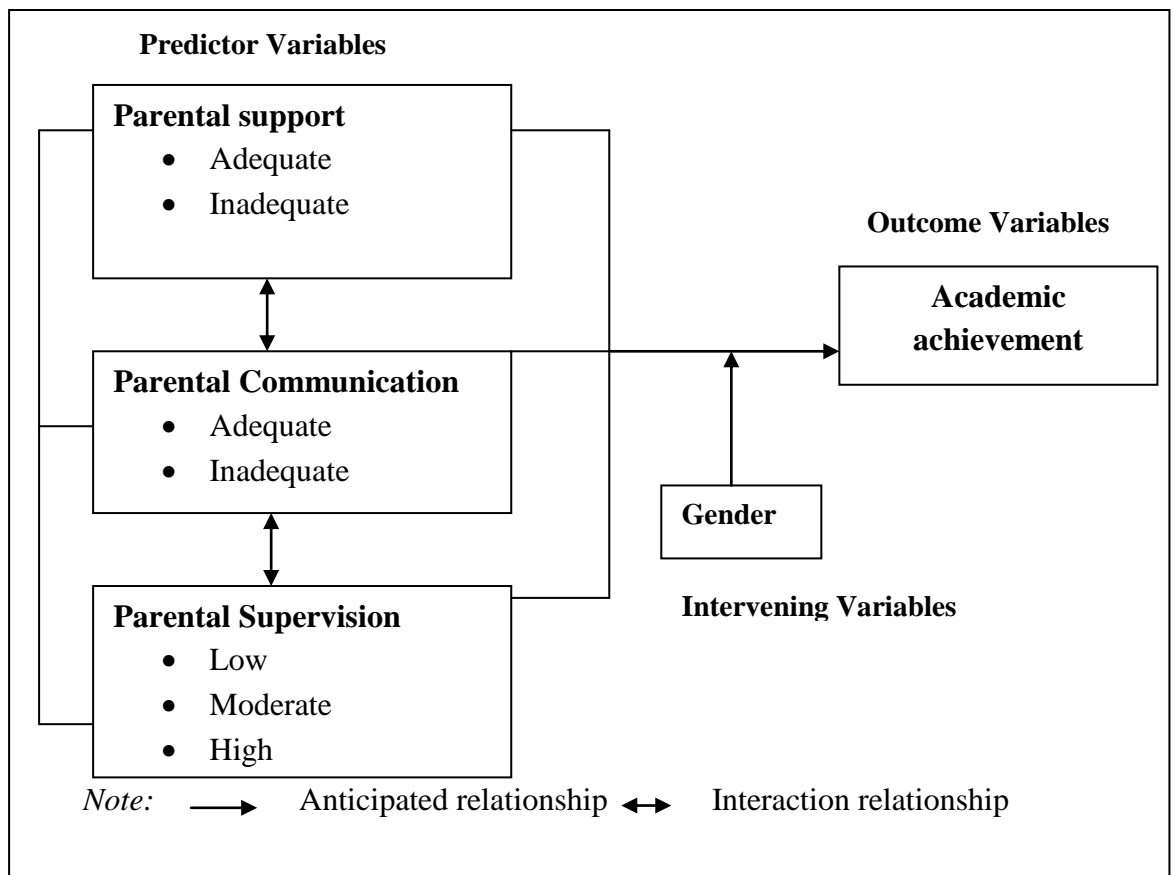 Predictor Variables
Parental support
• Adequate
• Inadequate
Parental Communication
• Adequate
• Inadequate
Parental Supervision
• Low
• Moderate
• High
Outcome Variables
Academic
achievement
Gender
Intervening Variables
Note: Anticipated relationship Interaction relationship